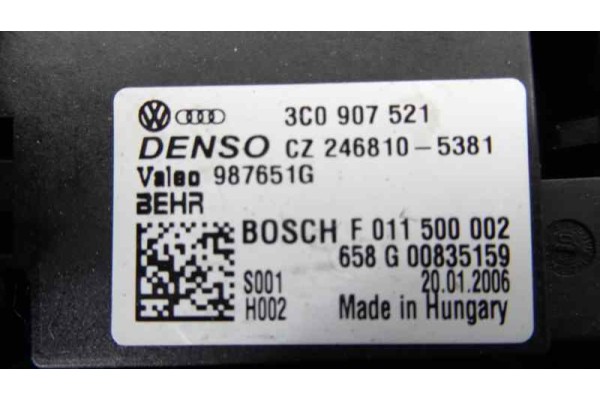 3C0 907 521
DENSO CZ 246810-5381
Valeo 987651G
BEHR
BOSCH F 011 500 002
658 G 00835159
S001 20.01.2006
H002 Made in Hungary